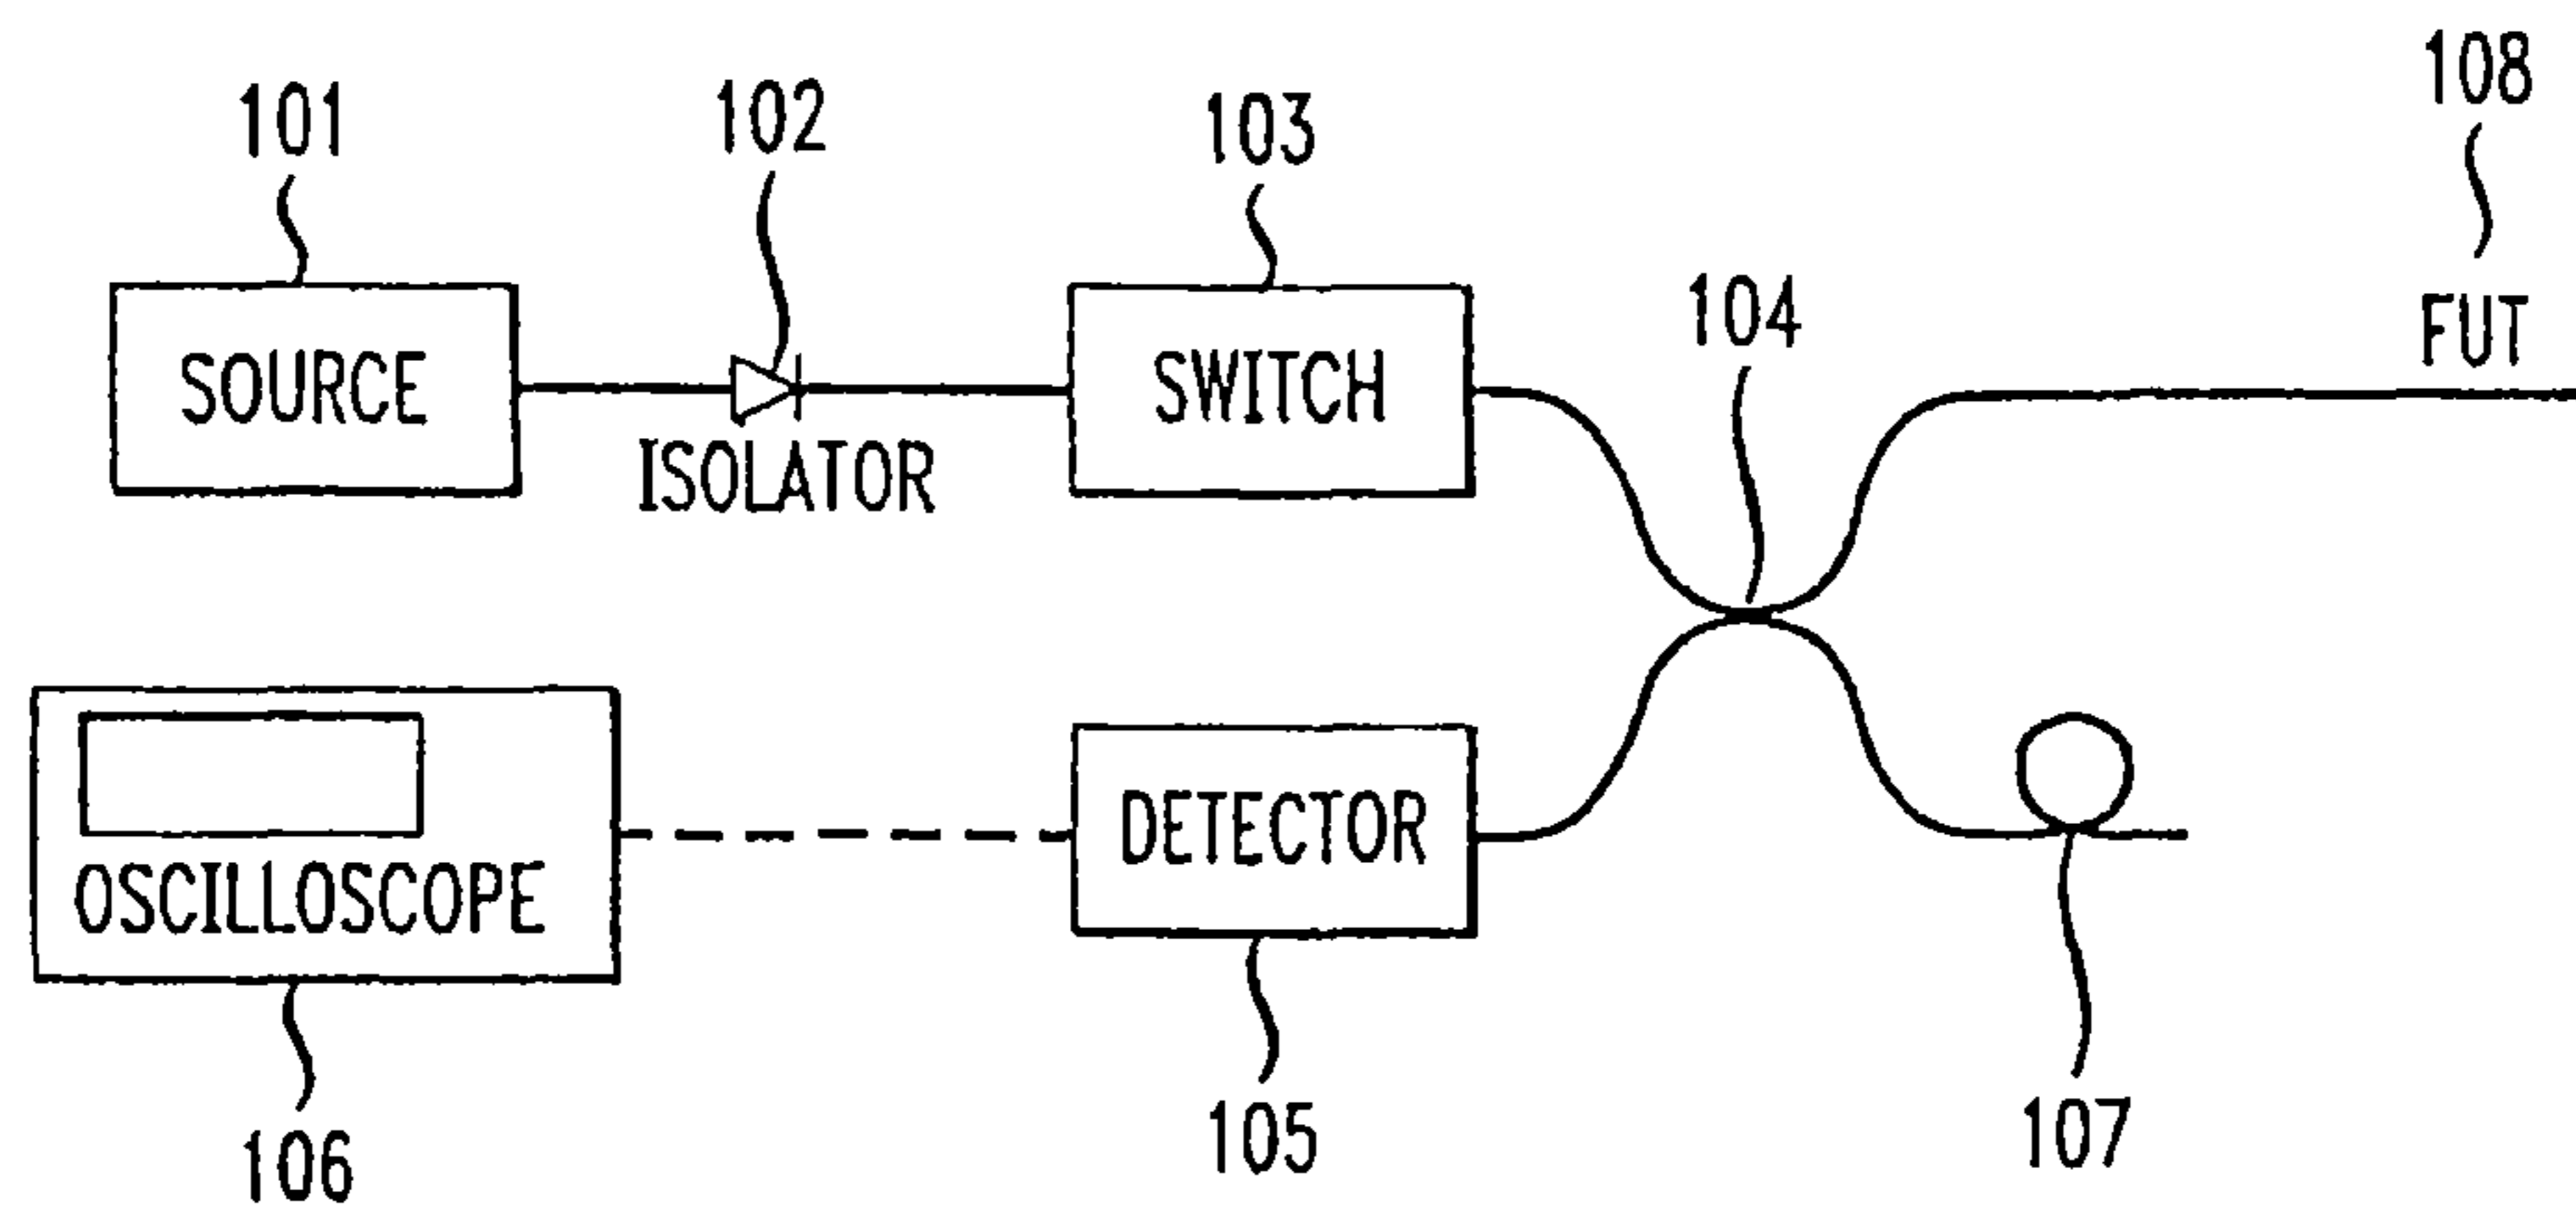 101
102
103
108
104
FUT
SOURCE
SWITCH
ISOLATOR
DETECTOR
OSCILLOSCOPE
106
105
107